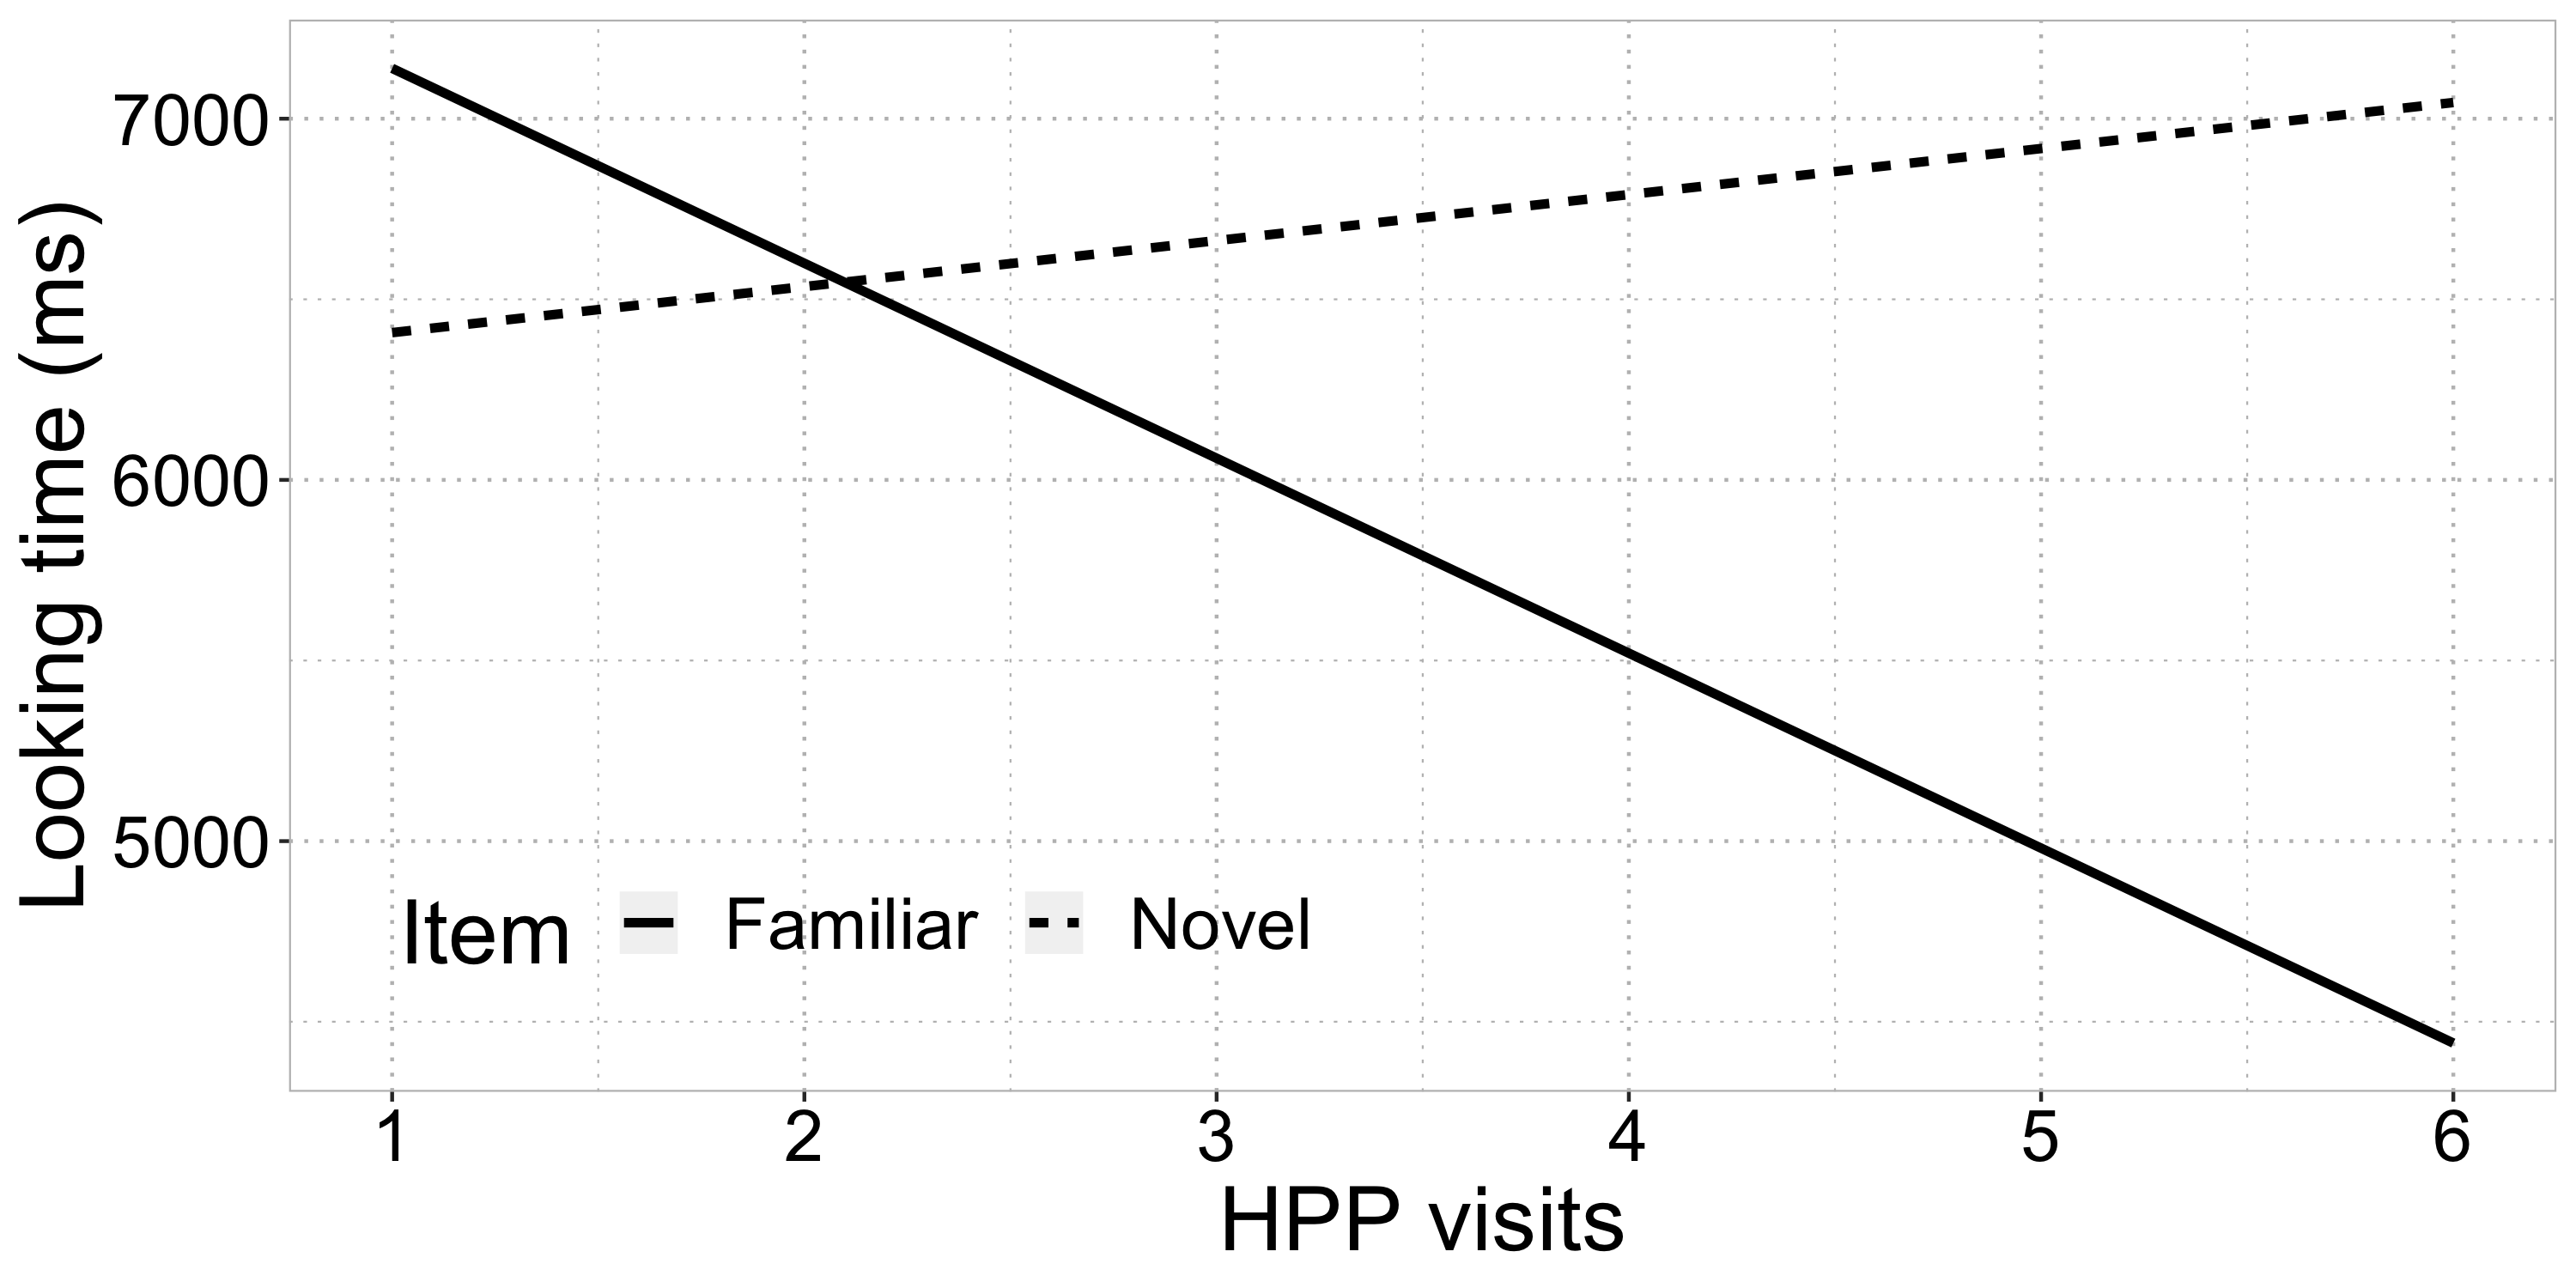 Looking time (ms)
7000
6000
5000
Item Familiar Novel
1 2 3 4 5 6
HPP visits